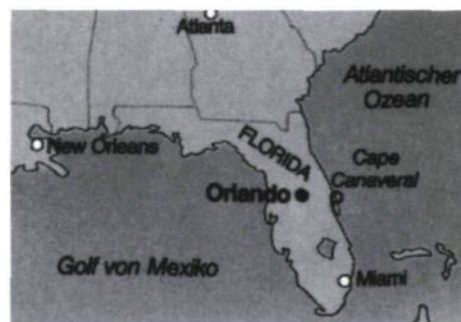 Atlanta
Atlantischer
Ozean
New Orleans
FLORIDA
Cape
Canaveral
Orlando
Golf von Mexiko
Miami